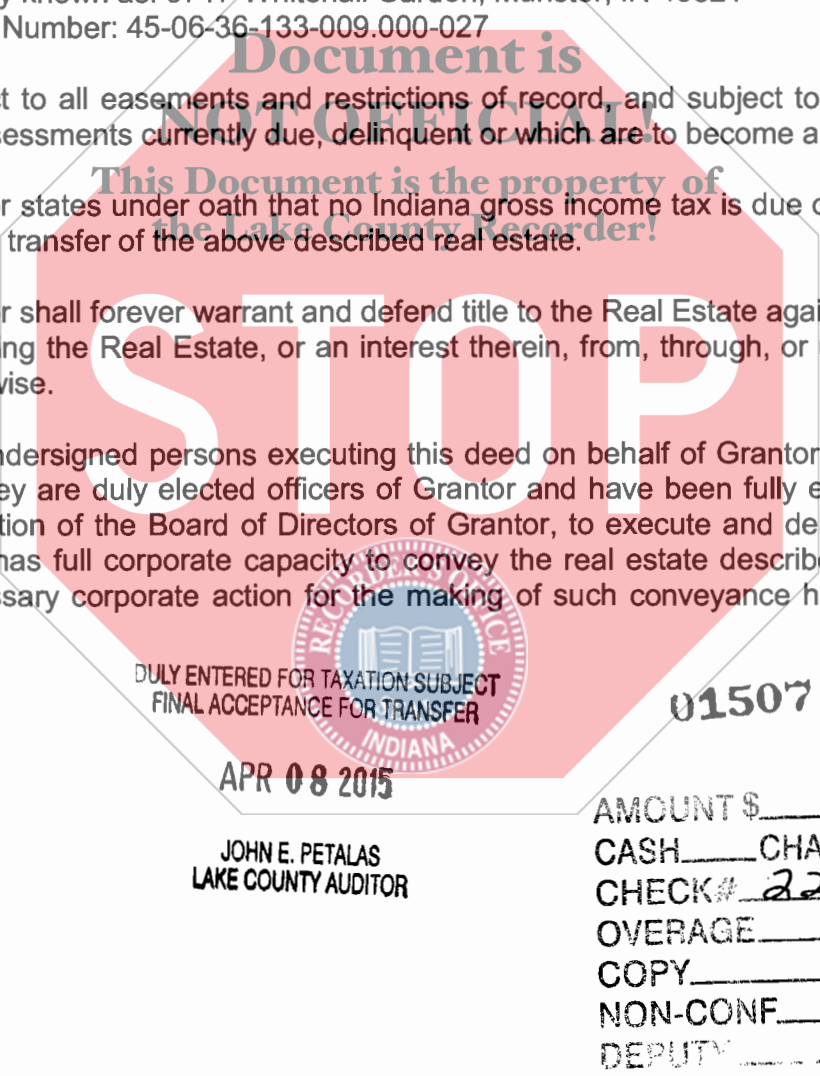 Number: 45-06-36-133-009.000-027
Document is
t to all easements and restrictions of record, and subject to
NOT OFFICIAL!
sessments currently due, delinquent or which are to become a
This Document is the property of
r states under oath that no Indiana gross income tax is due o
the Lake County Recorder!
transfer of the above described real estate.
STOP
r shall forever warrant and defend title to the Real Estate agai
ng the Real Estate, or an interest therein, from, through, or
wise.
ndersigned persons executing this deed on behalf of Grantor
ey are duly elected officers of Grantor and have been fully e
tion of the Board of Directors of Grantor, to execute and de
has full corporate capacity to convey the real estate describe
ssary corporate action for the making of such conveyance h
RECORDER'S OFFICE
INDIANA
DULY ENTERED FOR TAXATION SUBJECT
FINAL ACCEPTANCE FOR TRANSFER
01507
APR 08 2015
JOHN E. PETALAS
LAKE COUNTY AUDITOR
AMOUNT $
CASH CHA
CHECK# 22
OVERAGE
COPY
NON-CONF.
DEPUTY